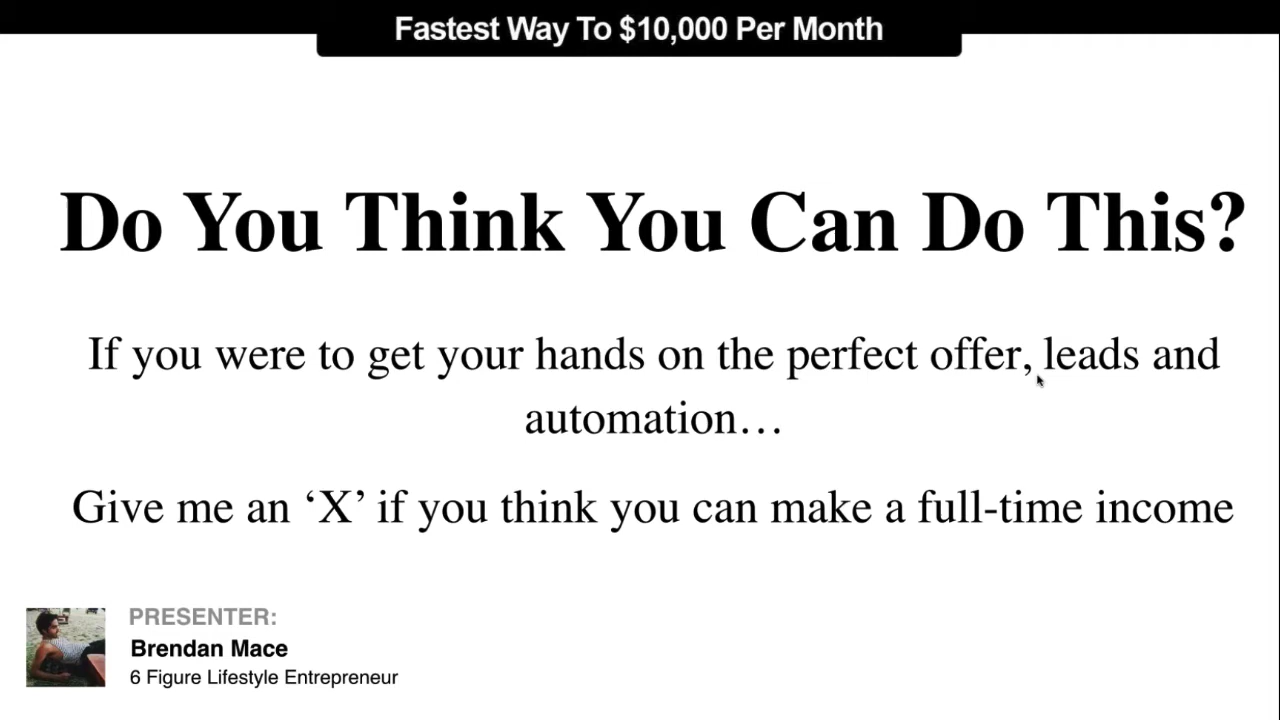 Fastest Way To $10,000 Per Month
Do You Think You Can Do This?
If you were to get your hands on the perfect offer, leads and
automation…
Give me an ‘X’ if you think you can make a full-time income
PRESENTER:
Brendan Mace
6 Figure Lifestyle Entrepreneur